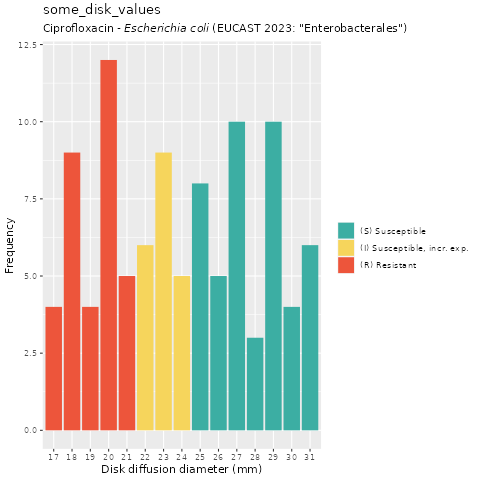 some_disk_values
Ciprofloxacin - Escherichia coli (EUCAST 2023: "Enterobacterales")
12.5
10.0
7.5
5.0
2.5
0.0
Frequency
17 18 19 20 21 22 23 24 25 26 27 28 29 30 31
Disk diffusion diameter (mm)
(S) Susceptible
(I) Susceptible, incr. exp.
(R) Resistant